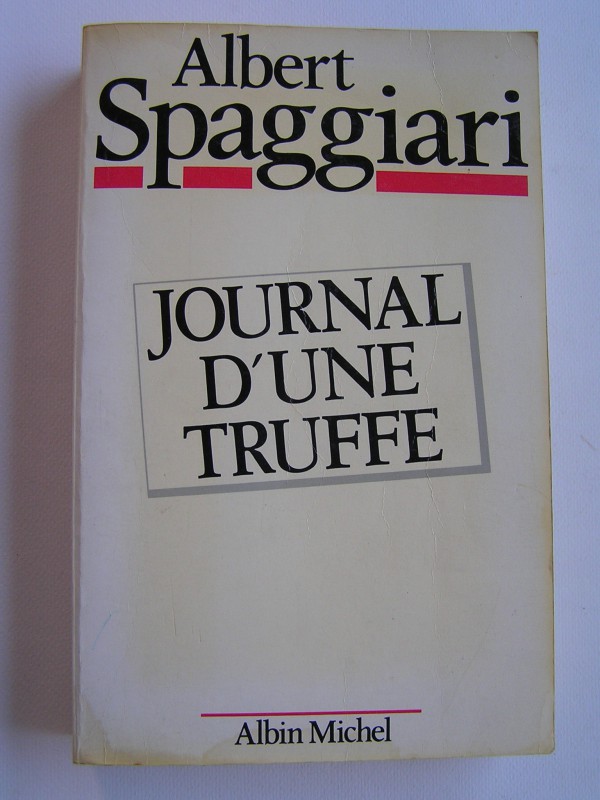 Albert
Spaggiari
JOURNAL
D'UNE
TRUFFE
Albin Michel